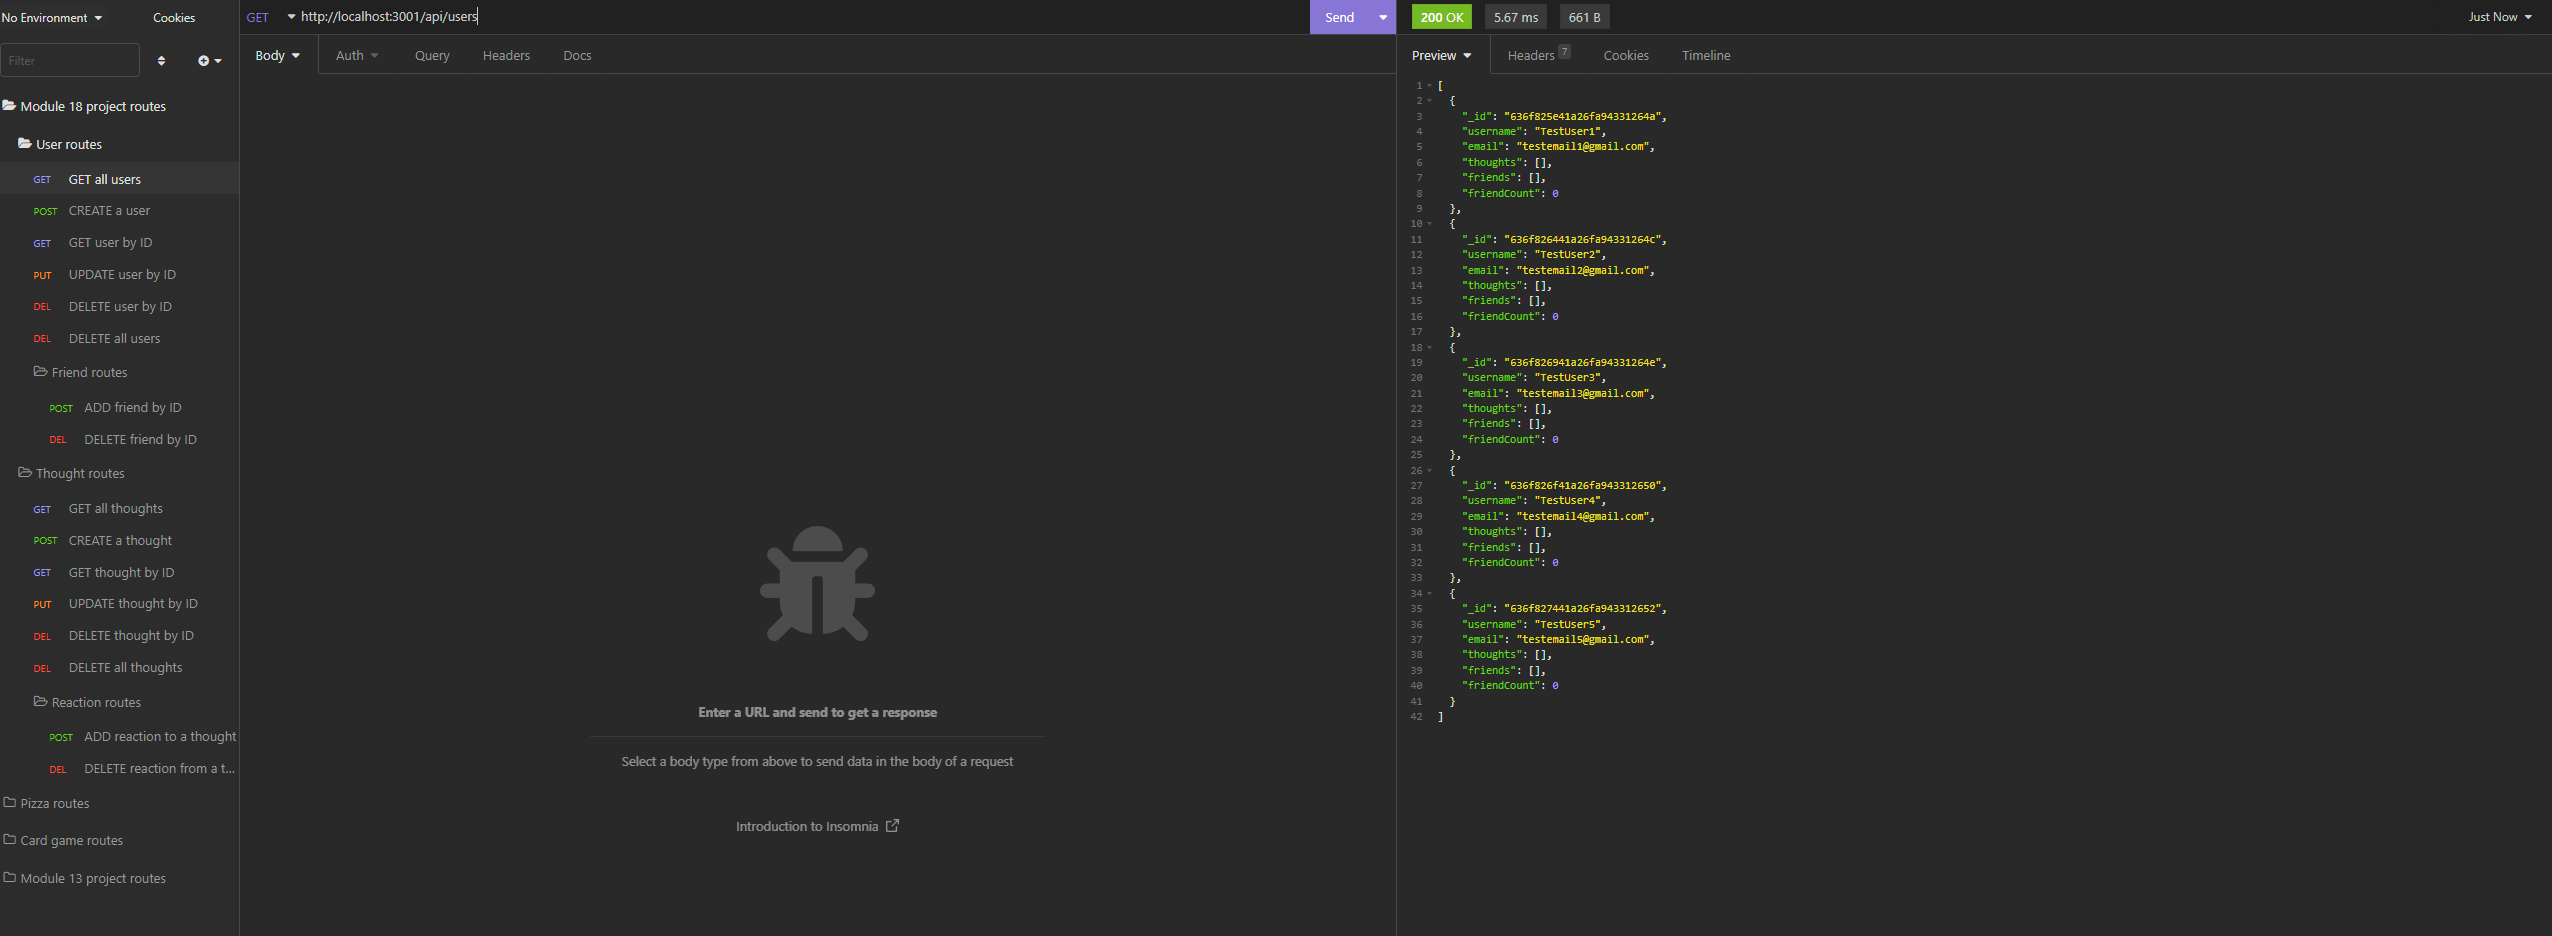 No Environment
Cookies
Filter
Module 18 project routes
User routes
GET GET all users
POST CREATE a user
GET GET user by ID
PUT UPDATE user by ID
DEL DELETE user by ID
DEL DELETE all users
Friend routes
POST ADD friend by ID
DEL DELETE friend by ID
Thought routes
GET GET all thoughts
POST CREATE a thought
GET GET thought by ID
PUT UPDATE thought by ID
DEL DELETE thought by ID
DEL DELETE all thoughts
Reaction routes
POST ADD reaction to a thought
DEL DELETE reaction from a t...
Pizza routes
Card game routes
Module 13 project routes
GET http://localhost:3001/api/users Send
Body Auth Query Headers Docs
Enter a URL and send to get a response
Select a body type from above to send data in the body of a request
Introduction to Insomnia
200 OK 5.67 ms 661 B Just Now
Preview Headers 7 Cookies Timeline
1 [
2 {
3 "_id": "636f825e41a26fa94331264a",
4 "username": "TestUser1",
5 "email": "testemail1@gmail.com",
6 "thoughts": [],
7 "friends": [],
8 "friendCount": 0
9 },
10 {
11 "_id": "636f826441a26fa94331264c",
12 "username": "TestUser2",
13 "email": "testemail2@gmail.com",
14 "thoughts": [],
15 "friends": [],
16 "friendCount": 0
17 },
18 {
19 "_id": "636f826941a26fa94331264e",
20 "username": "TestUser3",
21 "email": "testemail3@gmail.com",
22 "thoughts": [],
23 "friends": [],
24 "friendCount": 0
25 },
26 {
27 "_id": "636f826f41a26fa943312650",
28 "username": "TestUser4",
29 "email": "testemail4@gmail.com",
30 "thoughts": [],
31 "friends": [],
32 "friendCount": 0
33 },
34 {
35 "_id": "636f827441a26fa943312652",
36 "username": "TestUser5",
37 "email": "testemail5@gmail.com",
38 "thoughts": [],
39 "friends": [],
40 "friendCount": 0
41 }
42 ]